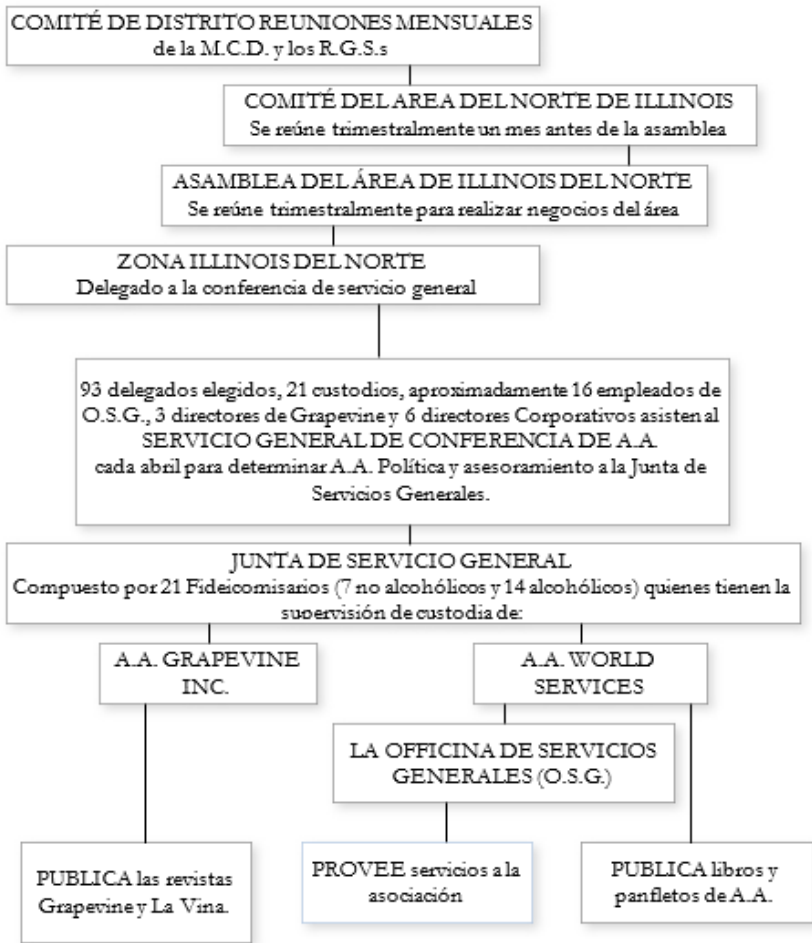 COMITÉ DE DISTRITO REUNIONES MENSUALES
de la M.C.D. y los R.G.S.s
COMITÉ DEL AREA DEL NORTE DE ILLINOIS
Se reúne trimestralmente un mes antes de la asamblea
ASAMBLEA DEL ÁREA DE ILLINOIS DEL NORTE
Se reúne trimestralmente para realizar negocios del área
ZONA ILLINOIS DEL NORTE
Delegado a la conferencia de servicio general
93 delegados elegidos, 21 custodios, aproximadamente 16 empleados de
O.S.G., 3 directores de Grapevine y 6 directores Corporativos asisten al
SERVICIO GENERAL DE CONFERENCIA DE A.A.
cada abril para determinar A.A. Política y asesoramiento a la Junta de
Servicios Generales.
JUNTA DE SERVICIO GENERAL
Compuesto por 21 Fideicomisarios (7 no alcohólicos y 14 alcohólicos) quienes tienen la
supervisión de custodia de:
A.A. GRAPEVINE
INC.
A.A. WORLD
SERVICES
LA OFFICINA DE SERVICIOS
GENERALES (O.S.G.)
PUBLICA las revistas
Grapevine y La Vina.
PROVEE servicios a la
asociación
PUBLICA libros y
panfletos de A.A.